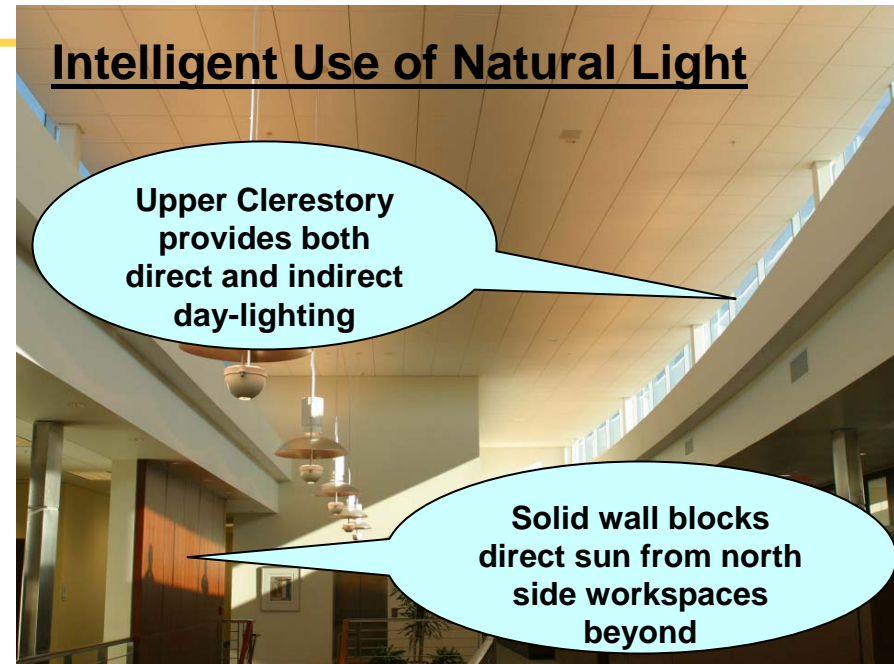 Intelligent Use of Natural Light
Upper Clerestory
provides both
direct and indirect
day-lighting
Solid wall blocks
direct sun from north
side workspaces
beyond